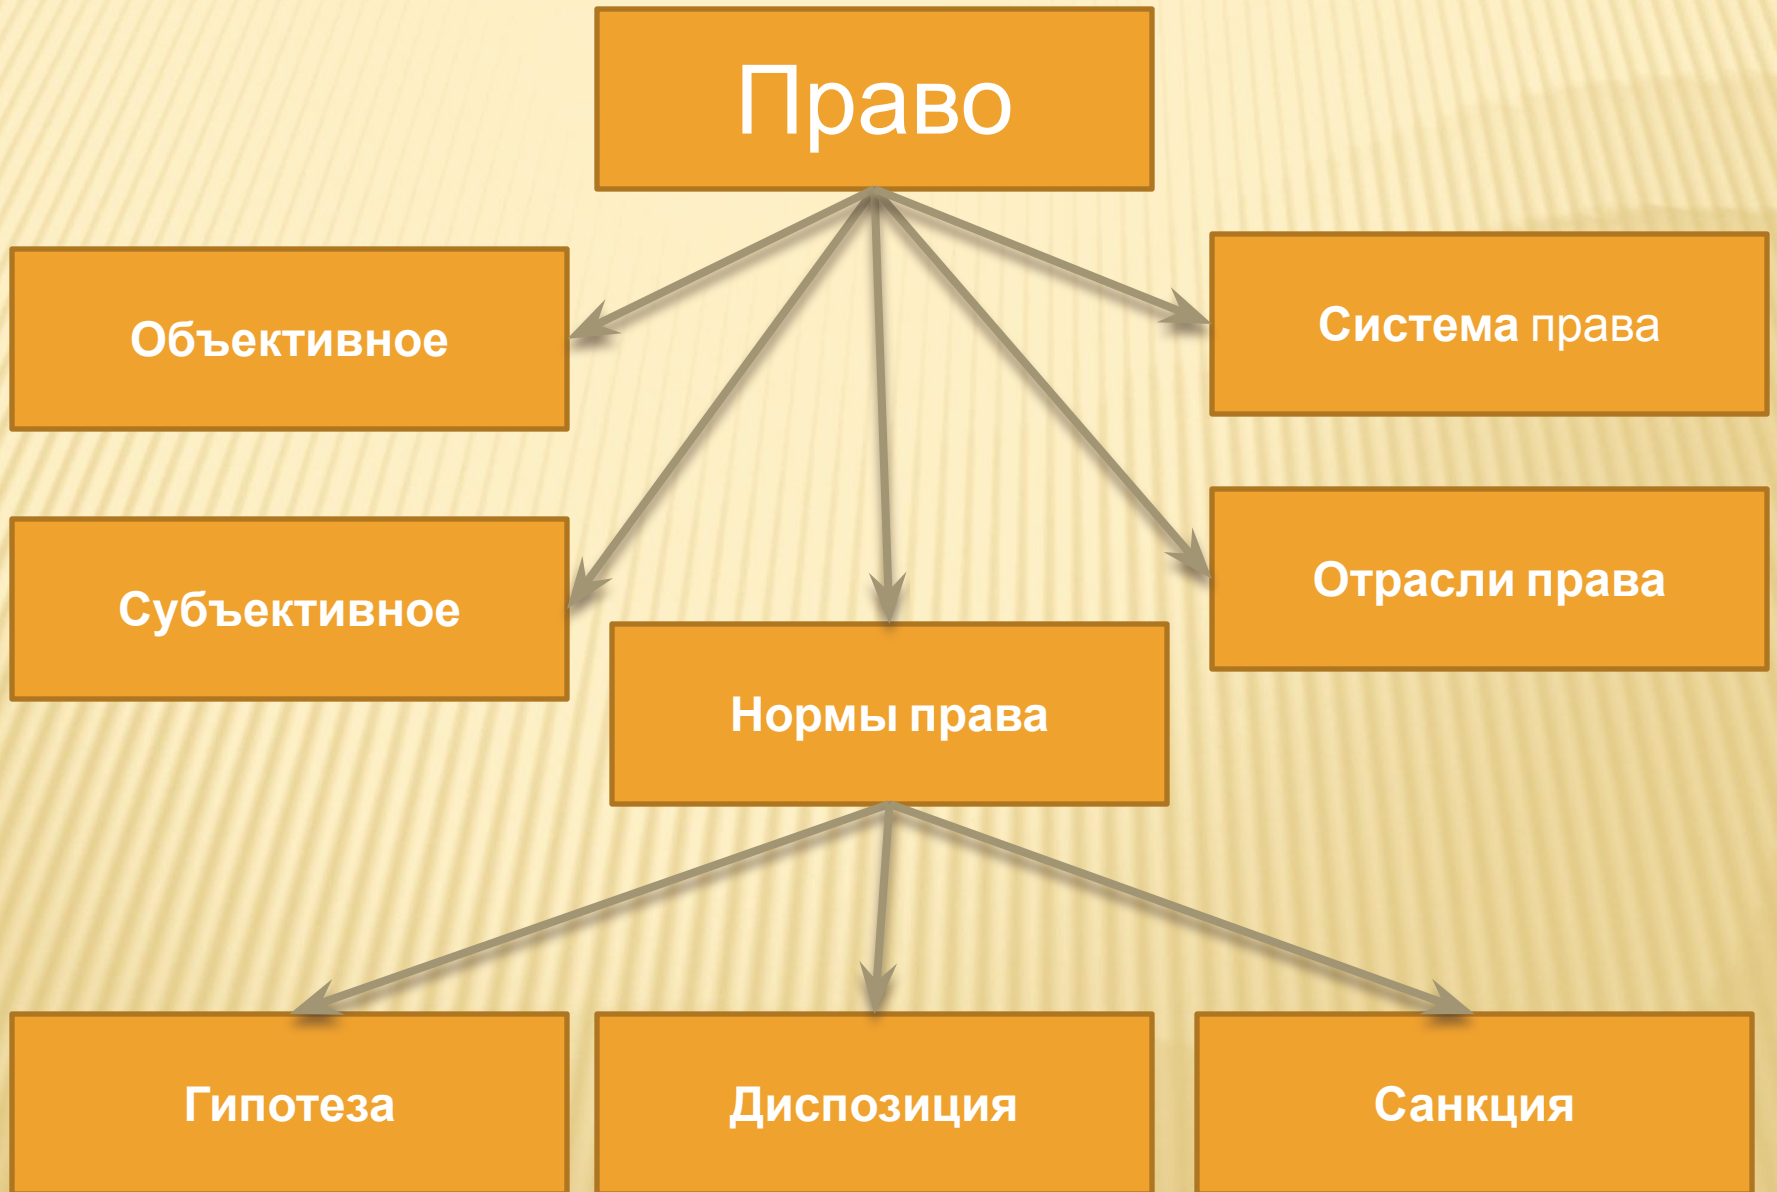 Право
Объективное
Система права
Субъективное
Отрасли права
Нормы права
Гипотеза
Диспозиция
Санкция